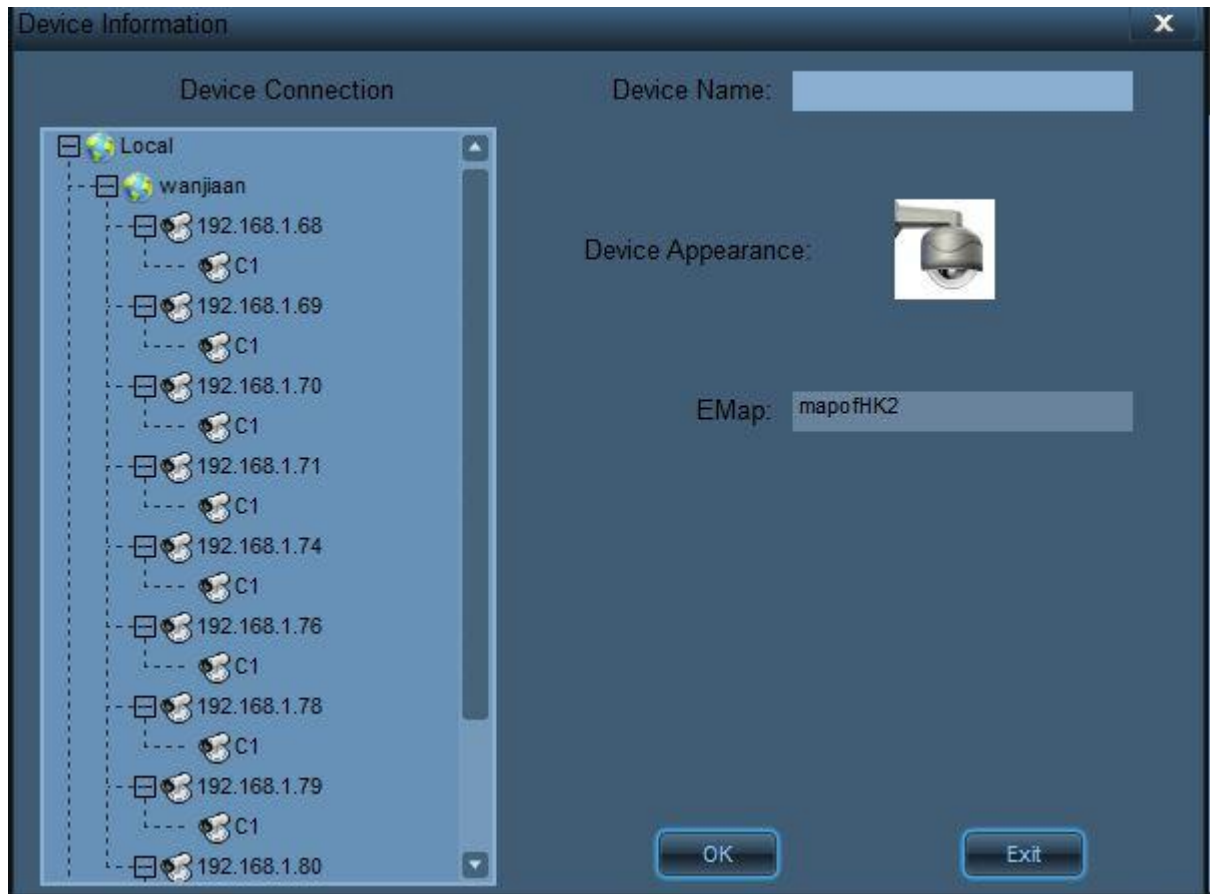 Device Information
X
Device Connection
Local
wanjiaan
192.168.1.68
C1
192.168.1.69
C1
192.168.1.70
C1
192.168.1.71
C1
192.168.1.74
C1
192.168.1.76
C1
192.168.1.78
C1
192.168.1.79
C1
192.168.1.80
Device Name:
Device Appearance:
EMap: mapofHK2
OK Exit